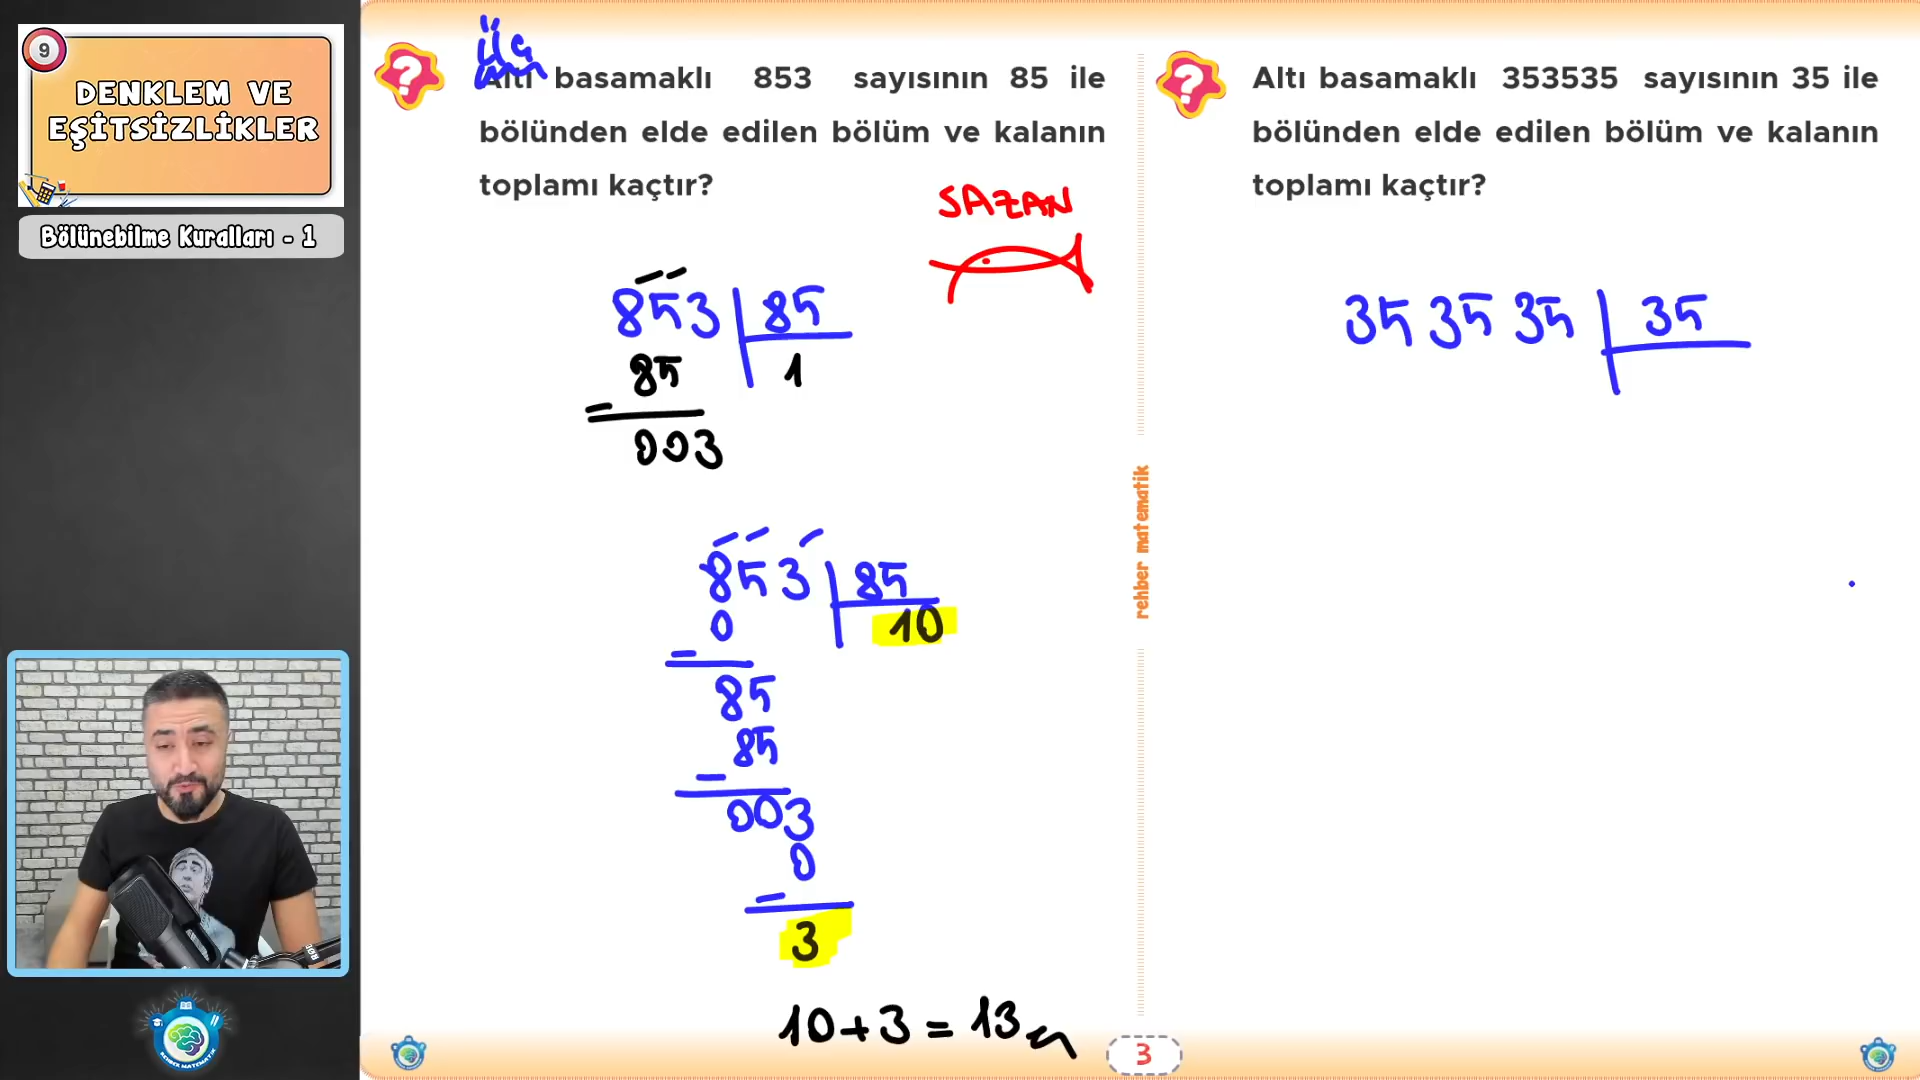 9
DENKLEM VE
EŞİTSİZLİKLER
Bölünebilme Kuralları - 1
Üç
Altı basamaklı 853 sayısının 85 ile
bölünden elde edilen bölüm ve kalanın
toplamı kaçtır?
SAZAN
853 85
85 1
003
853 85
0 10
85
85
003
0
3
10+3=13
Altı basamaklı 353535 sayısının 35 ile
bölünden elde edilen bölüm ve kalanın
toplamı kaçtır?
35 35 35 35
rehber matematik
3
REHBER MATEMATİK